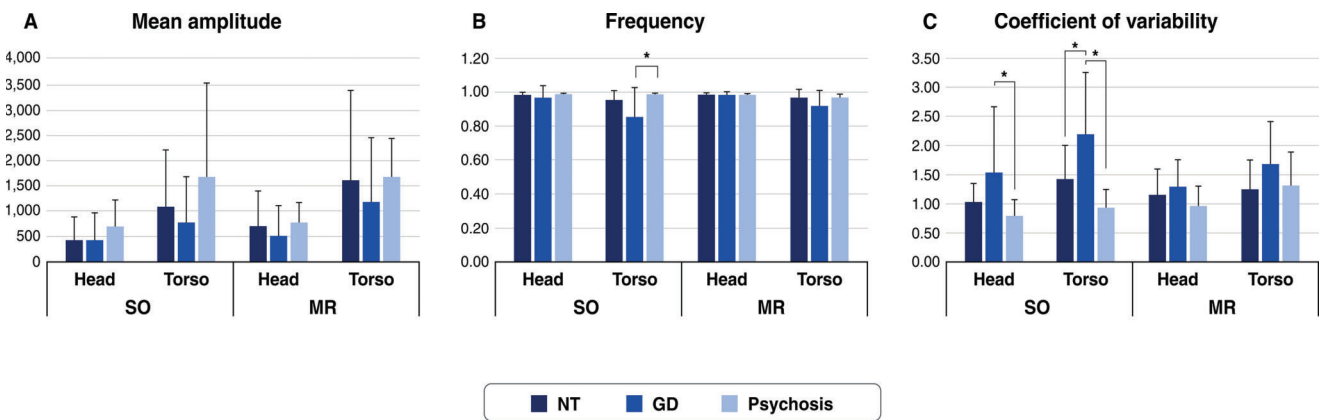 A Mean amplitude
4,000
3,500
3,000
2,500
2,000
1,500
1,000
500
0
Head Torso Head Torso
SO MR
B Frequency
1.20
1.00
0.80
0.60
0.40
0.20
0.00
*
Head Torso Head Torso
SO MR
C Coefficient of variability
3.50
3.00
2.50
2.00
1.50
1.00
0.50
0.00
*
* *
Head Torso Head Torso
SO MR
NT GD Psychosis